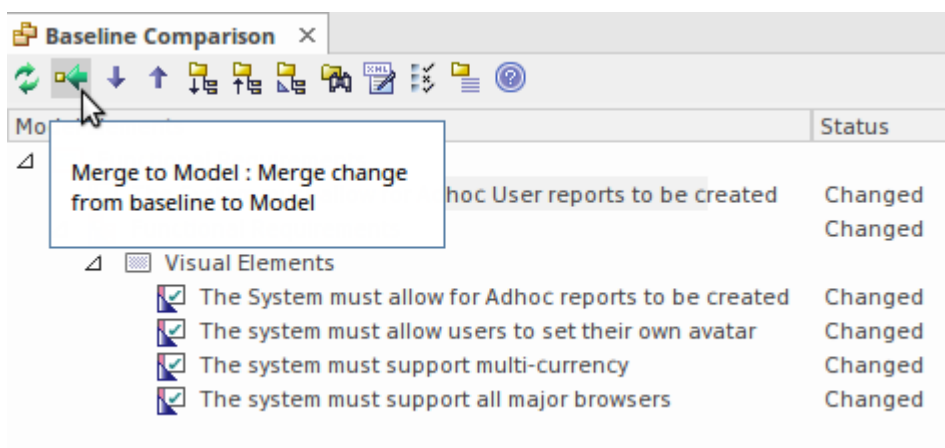 Baseline Comparison
Mo
Status
Merge to Model : Merge change
from baseline to Model
hoc User reports to be created
Changed
Changed
Visual Elements
The System must allow for Adhoc reports to be created
Changed
The system must allow users to set their own avatar
Changed
The system must support multi-currency
Changed
The system must support all major browsers
Changed